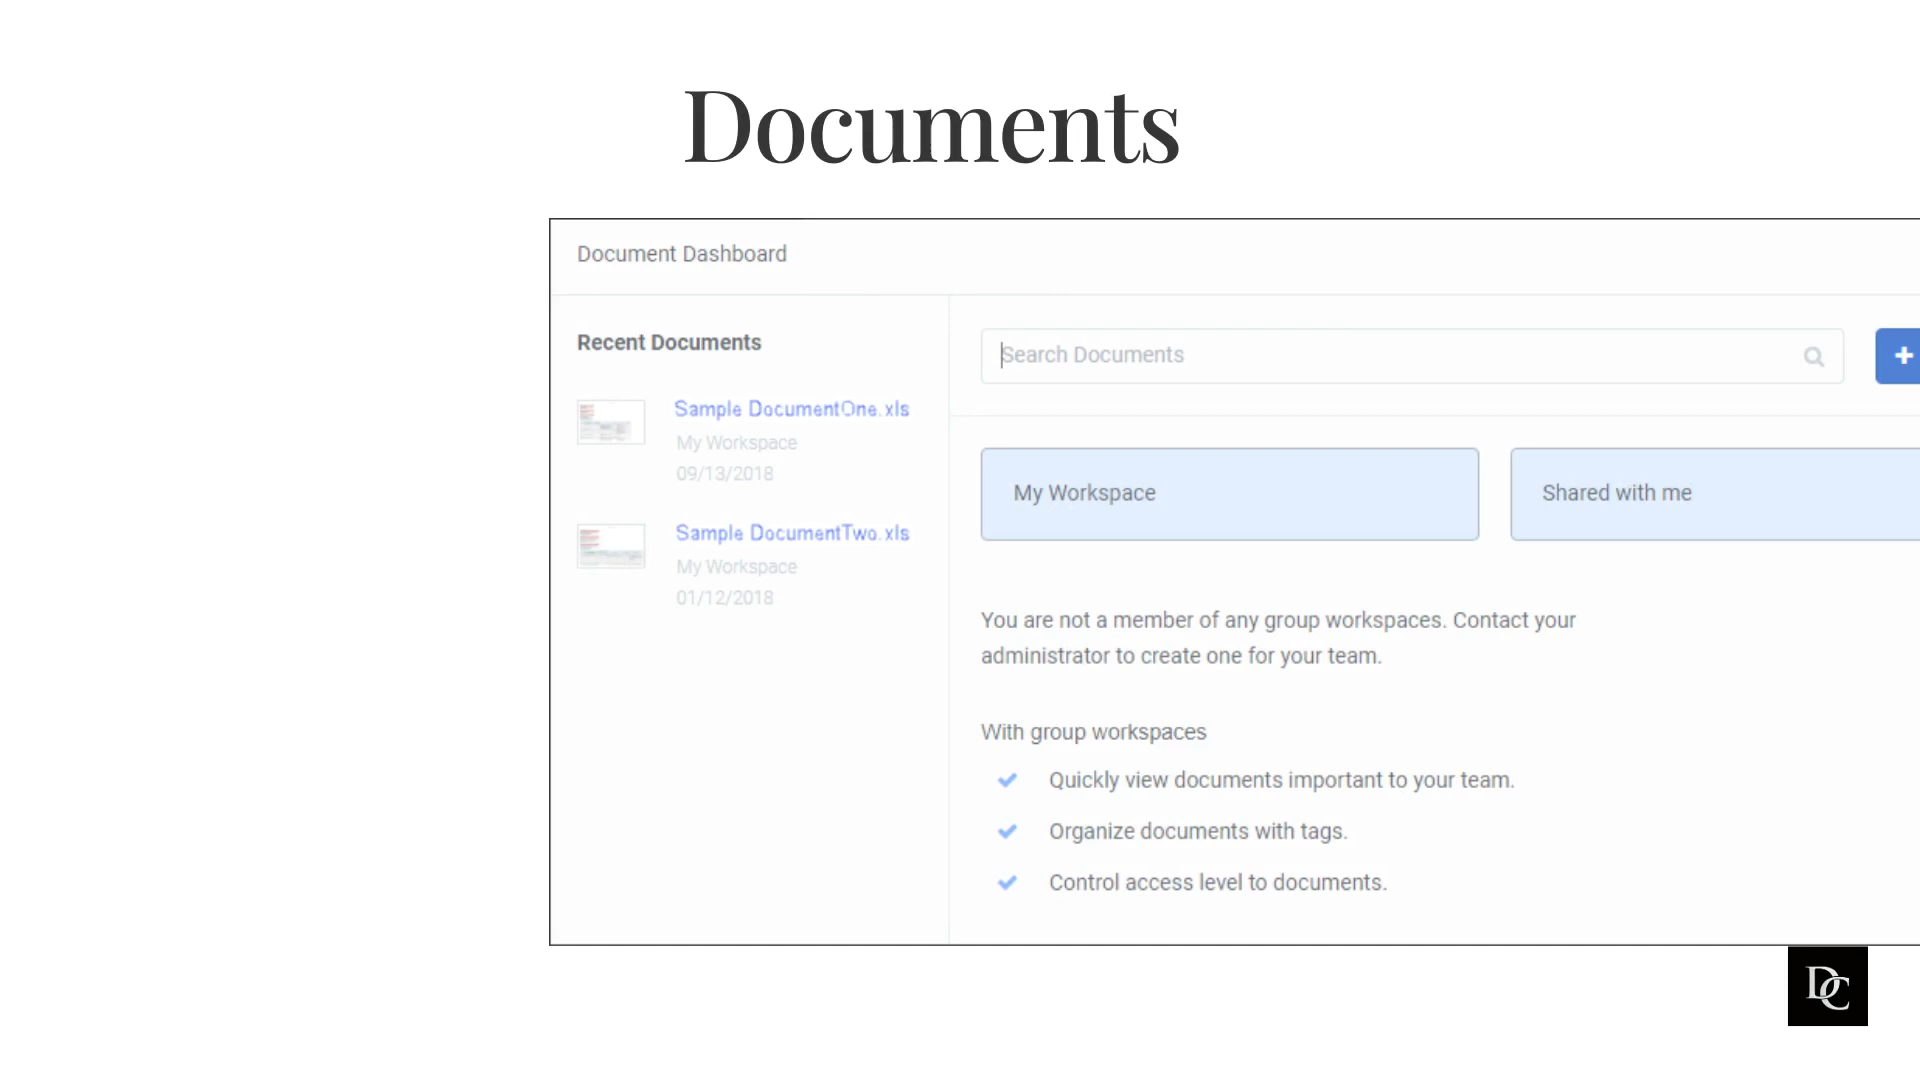 Documents
Document Dashboard
Recent Documents
Sample DocumentOne.xls
My Workspace
09/13/2018
Sample DocumentTwo.xls
My Workspace
01/12/2018
Search Documents
My Workspace
Shared with me
You are not a member of any group workspaces. Contact your
administrator to create one for your team.
With group workspaces
Quickly view documents important to your team.
Organize documents with tags.
Control access level to documents.
DC